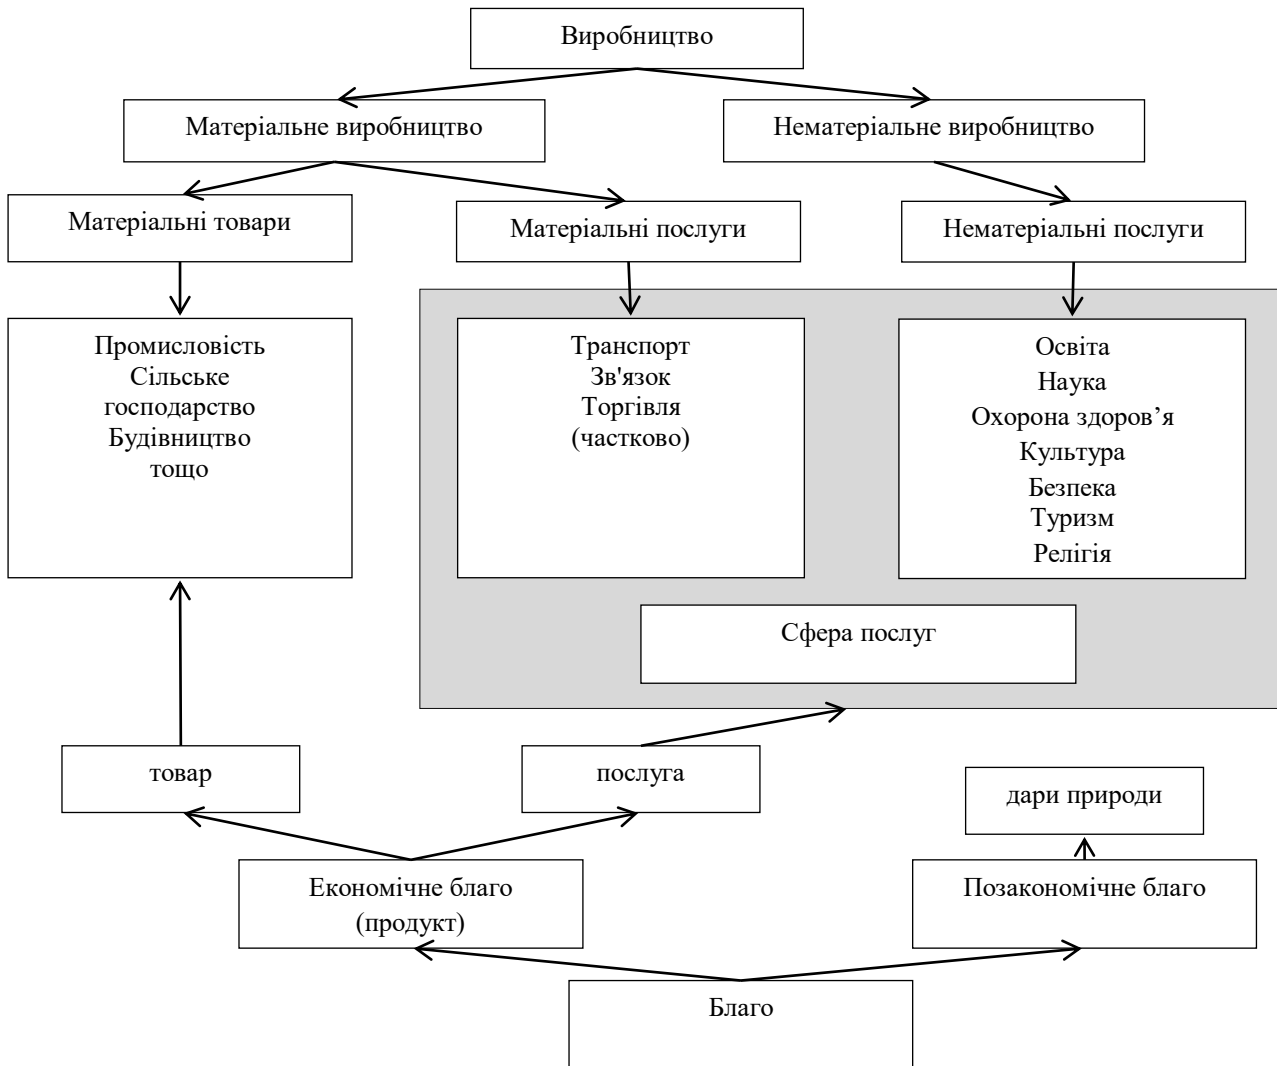 Виробництво
Матеріальне виробництво
Нематеріальне виробництво
Матеріальні товари
Матеріальні послуги
Нематеріальні послуги
Промисловість
Сільське
господарство
Будівництво
тощо
Транспорт
Зв'язок
Торгівля
(частково)
Освіта
Наука
Охорона здоров’я
Культура
Безпека
Туризм
Релігія
Сфера послуг
товар
послуга
дари природи
Економічне благо
(продукт)
Позакономічне благо
Благо